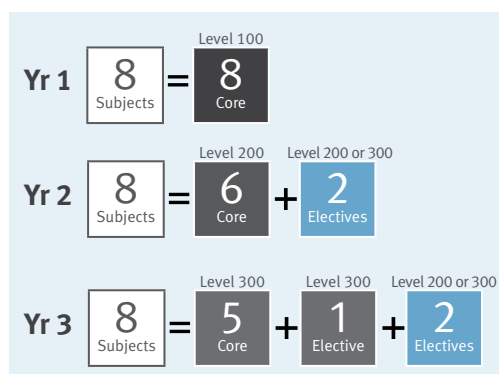 Level 100
Yr 1 8 = 8
Subjects Core
Level 200 Level 200 or 300
Yr 2 8 = 6 + 2
Subjects Core Electives
Level 300 Level 300 Level 200 or 300
Yr 3 8 = 5 + 1 + 2
Subjects Core Elective Electives